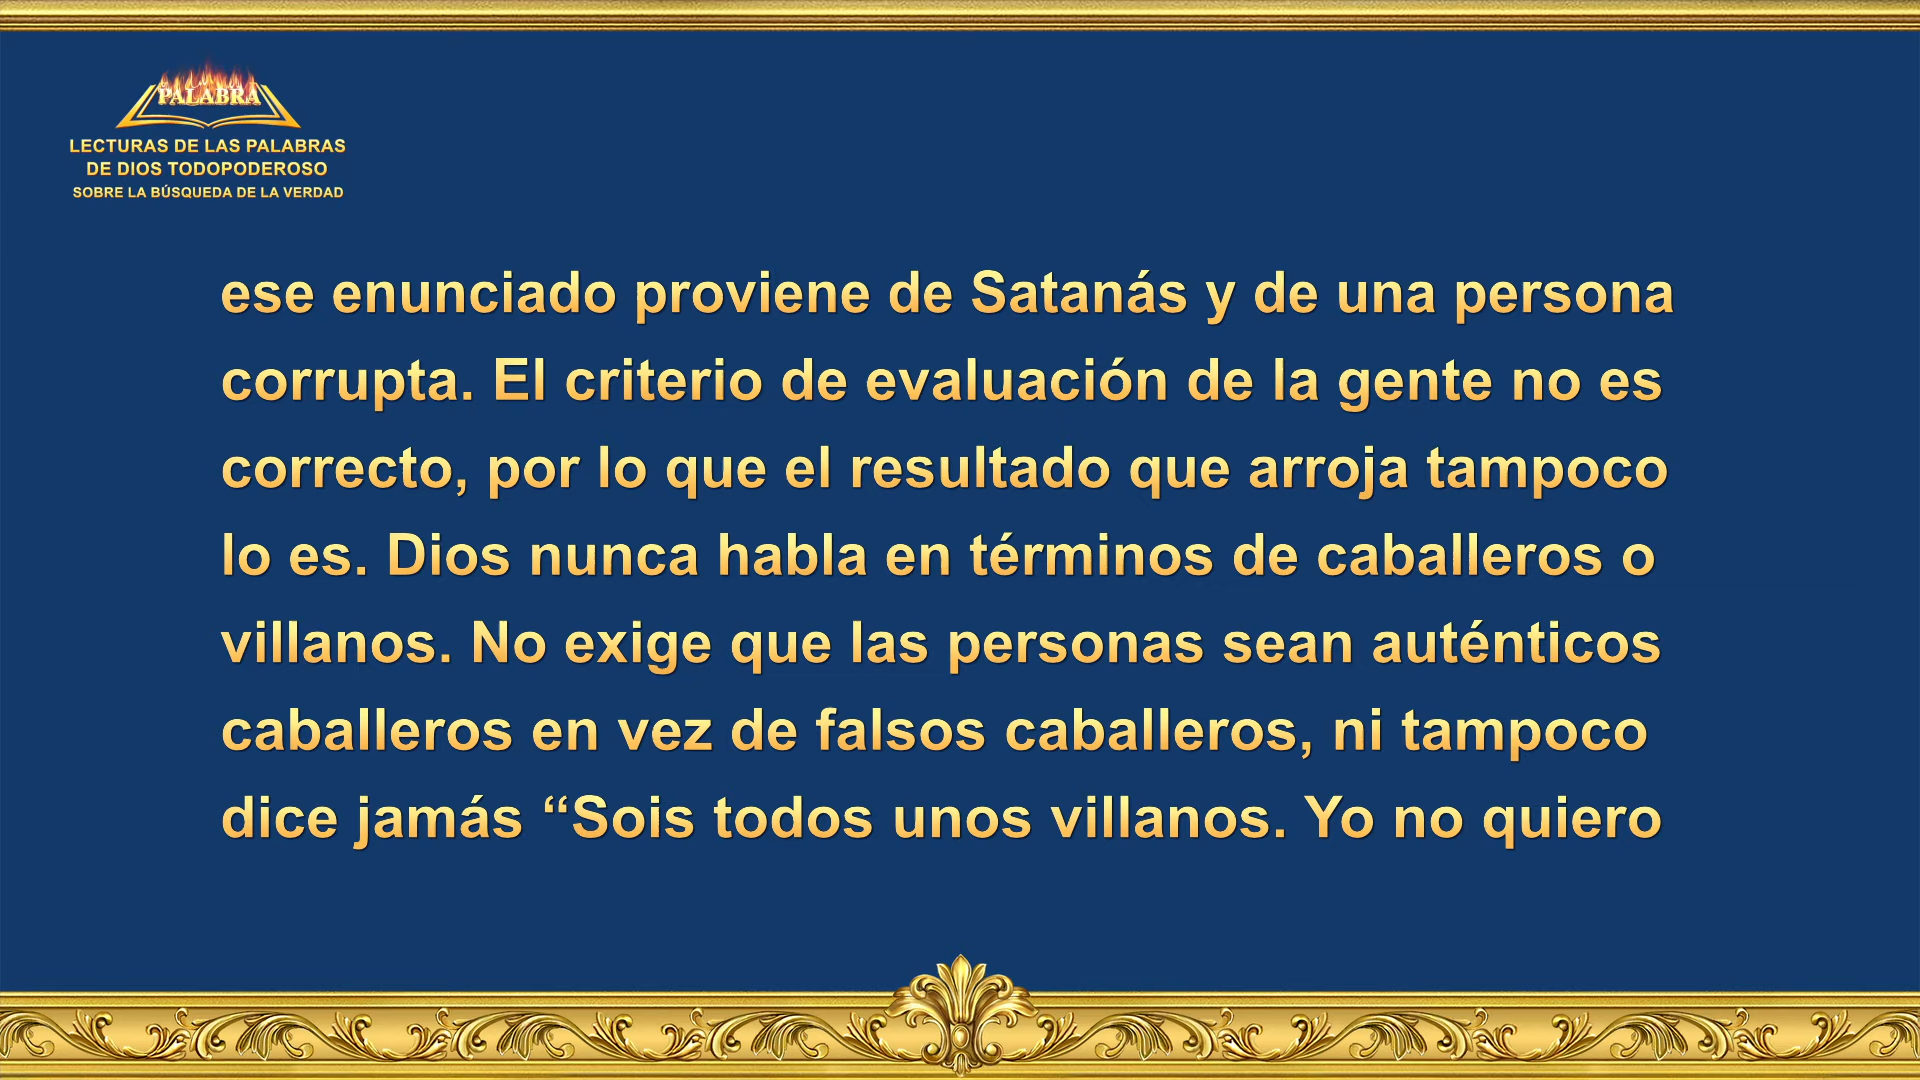 PALABRA
LECTURAS DE LAS PALABRAS
DE DIOS TODOPODEROSO
SOBRE LA BÚSQUEDA DE LA VERDAD
ese enunciado proviene de Satanás y de una persona
corrupta. El criterio de evaluación de la gente no es
correcto, por lo que el resultado que arroja tampoco
lo es. Dios nunca habla en términos de caballeros o
villanos. No exige que las personas sean auténticos
caballeros en vez de falsos caballeros, ni tampoco
dice jamás “Sois todos unos villanos. Yo no quiero